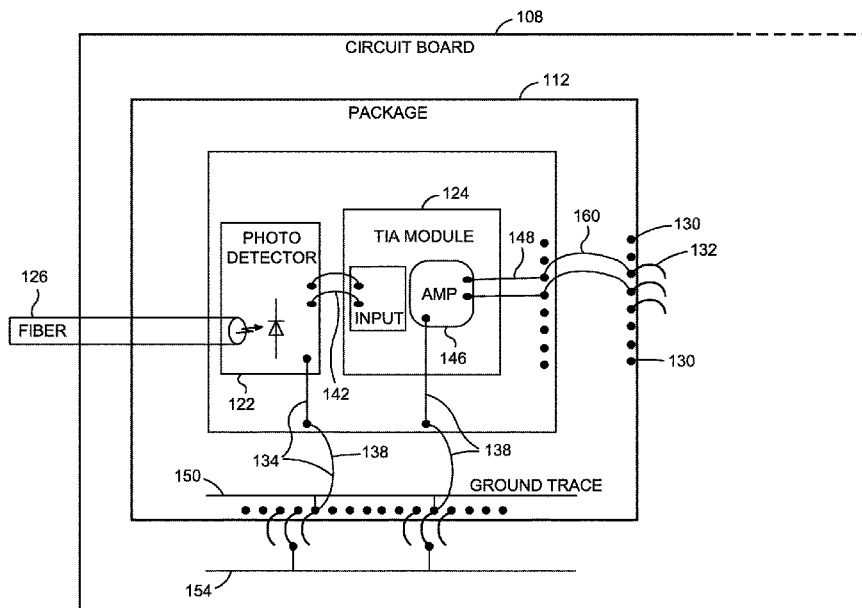 108
CIRCUIT BOARD
112
PACKAGE
124
PHOTO
DETECTOR
TIA MODULE
148
160
130
132
126
FIBER
INPUT
AMP
146
130
122
142
134
138
138
150
GROUND TRACE
154